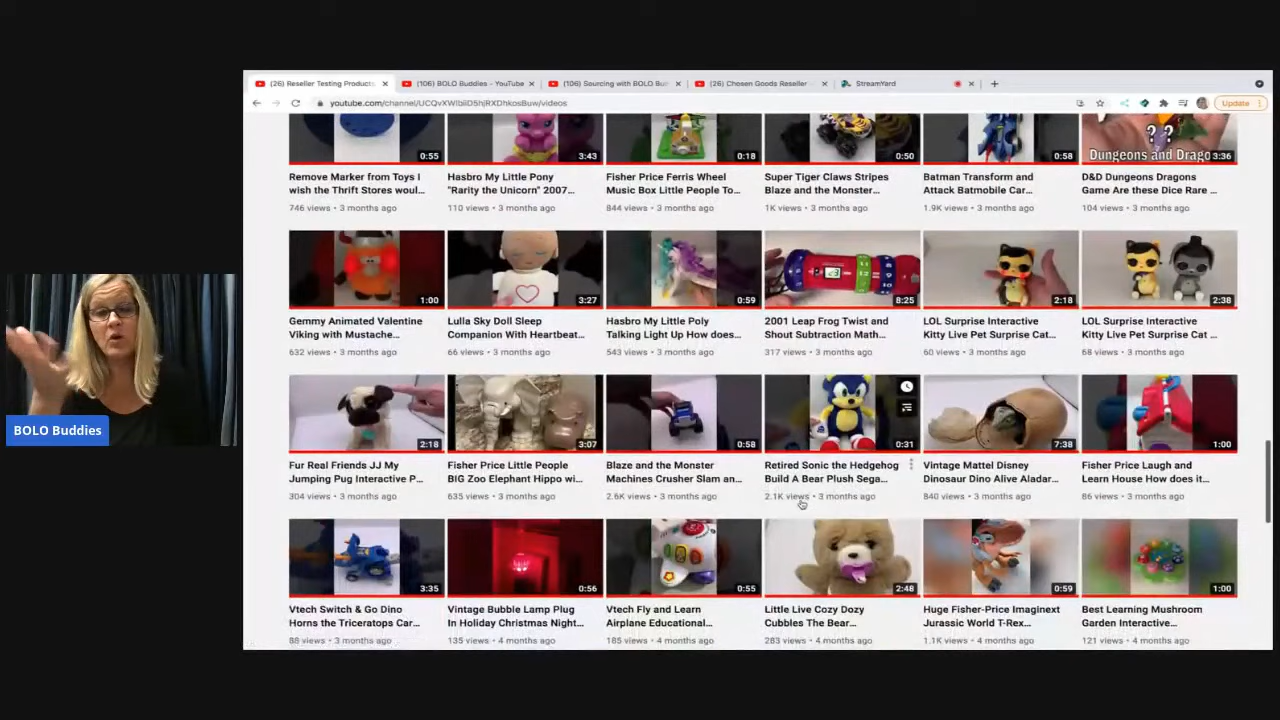 (26) Reseller Testing Products
(106) BOLO Buddies - YouTube
(106) Sourcing with BOLO Bu
(26) Chosen Goods Reseller
StreamYard
youtube.com/channel/UCQvXWlbiiD5hjRXDhkosBuw/videos
Update
??
Dungeons and Drago
0:55
3:43
0:18
0:50
0:58
3:36
Remove Marker from Toys I
wish the Thrift Stores woul...
746 views • 3 months ago
Hasbro My Little Pony
"Rarity the Unicorn" 2007...
110 views • 3 months ago
Fisher Price Ferris Wheel
Music Box Little People To...
844 views • 3 months ago
Super Tiger Claws Stripes
Blaze and the Monster...
1K views • 3 months ago
Batman Transform and
Attack Batmobile Car...
1.9K views • 3 months ago
D&D Dungeons Dragons
Game Are these Dice Rare ...
104 views • 3 months ago
1:00
3:27
0:59
8:25
2:18
2:38
Gemmy Animated Valentine
Viking with Mustache...
632 views • 3 months ago
Lulla Sky Doll Sleep
Companion With Heartbeat...
66 views • 3 months ago
Hasbro My Little Poly
Talking Light Up How does...
543 views • 3 months ago
2001 Leap Frog Twist and
Shout Subtraction Math...
317 views • 3 months ago
LOL Surprise Interactive
Kitty Live Pet Surprise Cat...
60 views • 3 months ago
LOL Surprise Interactive
Kitty Live Pet Surprise Cat ...
68 views • 3 months ago
BOLO Buddies
2:18
3:07
0:58
0:31
7:38
1:00
Fur Real Friends JJ My
Jumping Pug Interactive P...
304 views • 3 months ago
Fisher Price Little People
BIG Zoo Elephant Hippo wi...
635 views • 3 months ago
Blaze and the Monster
Machines Crusher Slam an...
2.6K views • 3 months ago
Retired Sonic the Hedgehog
Build A Bear Plush Sega...
2.1K views • 3 months ago
Vintage Mattel Disney
Dinosaur Dino Alive Aladar...
840 views • 3 months ago
Fisher Price Laugh and
Learn House How does it...
86 views • 3 months ago
3:35
0:56
0:55
2:48
0:59
1:00
Vtech Switch & Go Dino
Horns the Triceratops Car...
88 views • 3 months ago
Vintage Bubble Lamp Plug
In Holiday Christmas Night...
135 views • 4 months ago
Vtech Fly and Learn
Airplane Educational...
185 views • 4 months ago
Little Live Cozy Dozy
Cubbles The Bear...
283 views • 4 months ago
Huge Fisher-Price Imaginext
Jurassic World T-Rex...
1.1K views • 4 months ago
Best Learning Mushroom
Garden Interactive...
121 views • 4 months ago